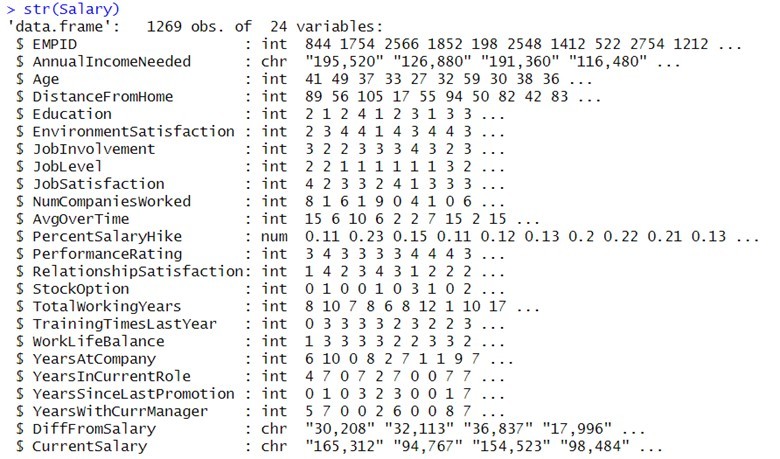 > str(Salary)
'data.frame':   1269 obs. of  24 variables:
 $ EMPID                   : int  844 1754 2566 1852 198 2548 1412 522 2754 1212 ...
 $ AnnualIncomeNeeded      : chr  "195,520" "126,880" "191,360" "116,480" ...
 $ Age                     : int  41 49 37 33 27 32 59 30 38 36 ...
 $ DistanceFromHome        : int  89 56 105 17 55 94 50 82 42 83 ...
 $ Education               : int  2 1 2 4 1 2 3 1 3 3 ...
 $ EnvironmentSatisfaction : int  2 3 4 4 1 4 3 4 4 3 ...
 $ JobInvolvement          : int  3 2 2 3 3 3 4 3 2 3 ...
 $ JobLevel                : int  2 2 1 1 1 1 1 1 3 2 ...
 $ JobSatisfaction         : int  4 2 3 3 2 4 1 3 3 3 ...
 $ NumCompaniesWorked      : int  8 1 6 1 9 0 4 1 0 6 ...
 $ AvgOverTime             : int  15 6 10 6 2 2 7 15 2 15 ...
 $ PercentSalaryHike       : num  0.11 0.23 0.15 0.11 0.12 0.13 0.2 0.22 0.21 0.13 ...
 $ PerformanceRating       : int  3 4 3 3 3 3 4 4 4 3 ...
 $ RelationshipSatisfaction: int  1 4 2 3 4 3 1 2 2 2 ...
 $ StockOption             : int  0 1 0 0 1 0 3 1 0 2 ...
 $ TotalWorkingYears       : int  8 10 7 8 6 8 12 1 10 17 ...
 $ TrainingTimesLastYear   : int  0 3 3 3 3 2 3 2 2 3 ...
 $ WorkLifeBalance         : int  1 3 3 3 3 2 2 3 3 2 ...
 $ YearsAtCompany          : int  6 10 0 8 2 7 1 1 9 7 ...
 $ YearsInCurrentRole      : int  4 7 0 7 2 7 0 0 7 7 ...
 $ YearsSinceLastPromotion : int  0 1 0 3 2 3 0 0 1 7 ...
 $ YearsWithCurrManager    : int  5 7 0 0 2 6 0 0 8 7 ...
 $ DiffFromSalary          : chr  "30,208" "32,113" "36,837" "17,996" ...
 $ CurrentSalary           : chr  "165,312" "94,767" "154,523" "98,484" ...